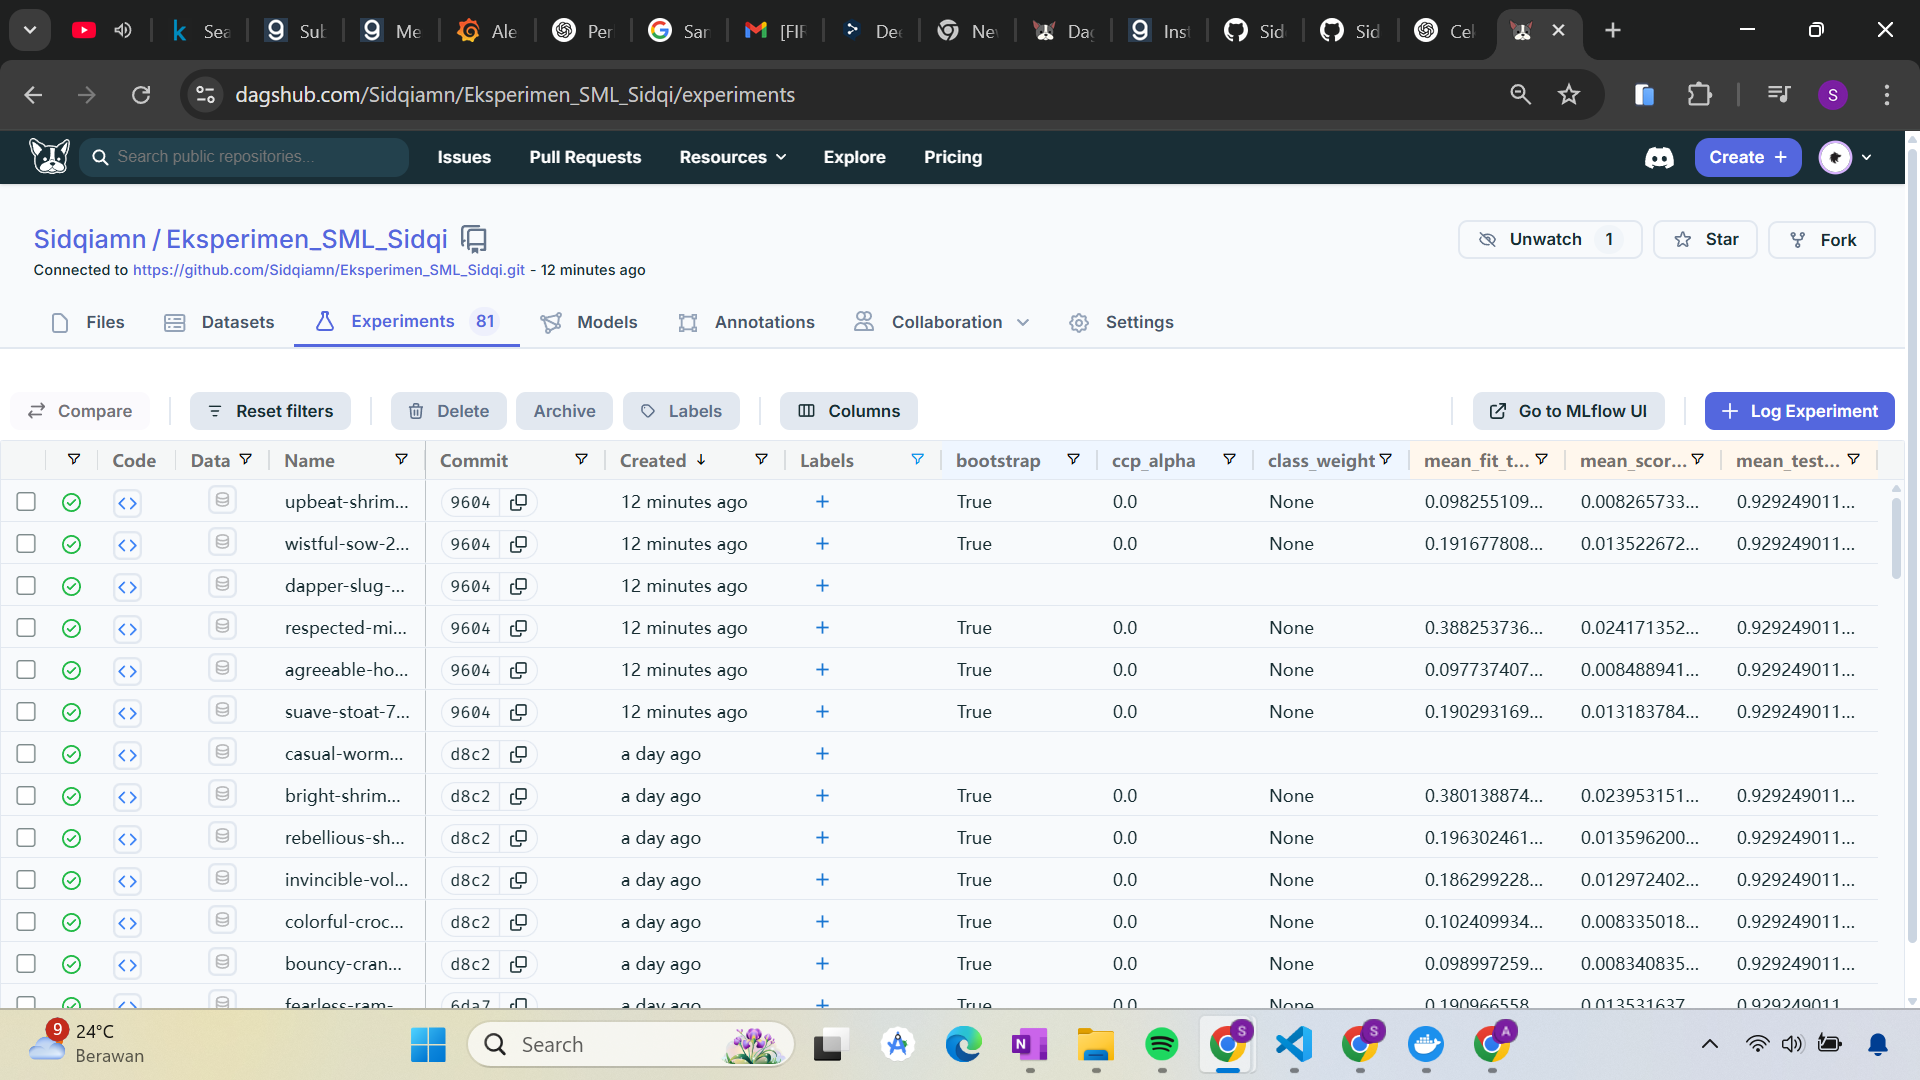 Sea
Sub
Me
Ale
Per
San
[FIR
Dec
Nev
Dag
Inst
Sid
Sid
Cek
dagshub.com/Sidqiamn/Eksperimen_SML_Sidqi/experiments
S
Search public repositories...
Issues
Pull Requests
Resources
Explore
Pricing
Create +
Sidqiamn / Eksperimen_SML_Sidqi
Unwatch 1
Star
Fork
Connected to https://github.com/Sidqiamn/Eksperimen_SML_Sidqi.git - 12 minutes ago
Files
Datasets
Experiments 81
Models
Annotations
Collaboration
Settings
Compare
Reset filters
Delete
Archive
Labels
Columns
Go to MLflow UI
+ Log Experiment
Code Data Name Commit Created ↓ Labels bootstrap ccp_alpha class_weight mean_fit_t... mean_scor... mean_test...
upbeat-shrim... 9604 12 minutes ago + True 0.0 None 0.098255109... 0.008265733... 0.929249011...
wistful-sow-2... 9604 12 minutes ago + True 0.0 None 0.191677808... 0.013522672... 0.929249011...
dapper-slug-... 9604 12 minutes ago +
respected-mi... 9604 12 minutes ago + True 0.0 None 0.388253736... 0.024171352... 0.929249011...
agreeable-ho... 9604 12 minutes ago + True 0.0 None 0.097737407... 0.008488941... 0.929249011...
suave-stoat-7... 9604 12 minutes ago + True 0.0 None 0.190293169... 0.013183784... 0.929249011...
casual-worm... d8c2 a day ago +
bright-shrim... d8c2 a day ago + True 0.0 None 0.380138874... 0.023953151... 0.929249011...
rebellious-sh... d8c2 a day ago + True 0.0 None 0.196302461... 0.013596200... 0.929249011...
invincible-vol... d8c2 a day ago + True 0.0 None 0.186299228... 0.012972402... 0.929249011...
colorful-croc... d8c2 a day ago + True 0.0 None 0.102409934... 0.008335018... 0.929249011...
bouncy-cran... d8c2 a day ago + True 0.0 None 0.098997259... 0.008340835... 0.929249011...
fearless-ram-... 6da7 a day ago + True 0.0 None 0.190966558... 0.013531637... 0.929249011...
9
24°C
Berawan
Search
N
S
S
A